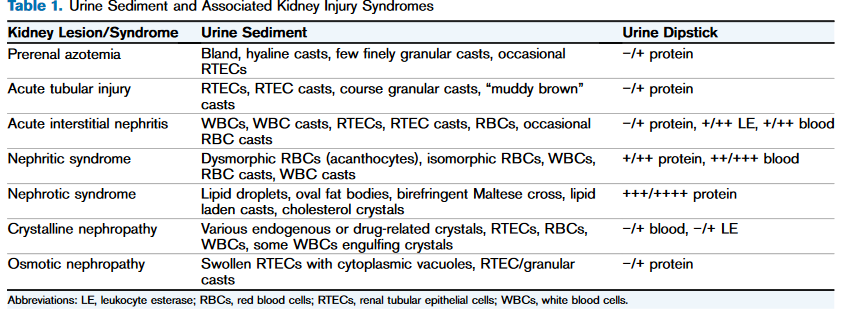 Table 1. Urine Sediment and Associated Kidney Injury Syndromes
Kidney Lesion/Syndrome Urine Sediment Urine Dipstick
Prerenal azotemia Bland, hyaline casts, few finely granular casts, occasional −/+ protein
RTECs
Acute tubular injury RTECs, RTEC casts, course granular casts, “muddy brown” −/+ protein
casts
Acute interstitial nephritis WBCs, WBC casts, RTECs, RTEC casts, RBCs, occasional −/+ protein, +/++ LE, +/++ blood
RBC casts
Nephritic syndrome Dysmorphic RBCs (acanthocytes), isomorphic RBCs, WBCs, +/++ protein, ++/+++ blood
RBC casts, WBC casts
Nephrotic syndrome Lipid droplets, oval fat bodies, birefringent Maltese cross, lipid +++/++++ protein
laden casts, cholesterol crystals
Crystalline nephropathy Various endogenous or drug-related crystals, RTECs, RBCs, −/+ blood, −/+ LE
WBCs, some WBCs engulfing crystals
Osmotic nephropathy Swollen RTECs with cytoplasmic vacuoles, RTEC/granular −/+ protein
casts
Abbreviations: LE, leukocyte esterase; RBCs, red blood cells; RTECs, renal tubular epithelial cells; WBCs, white blood cells.